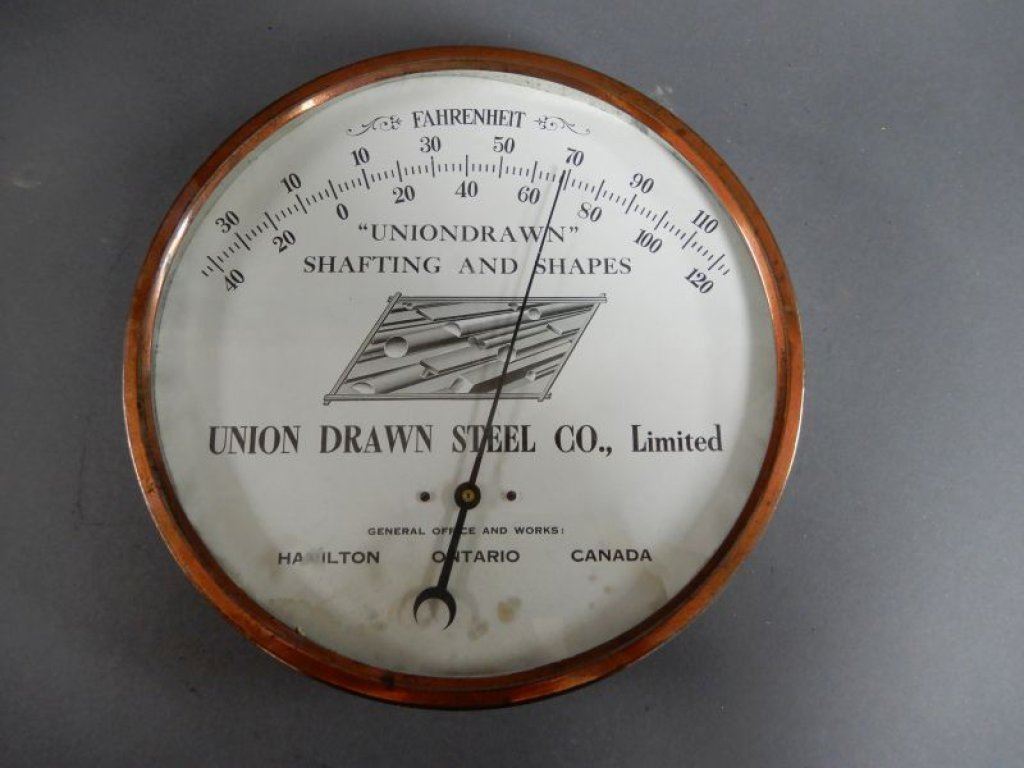 FAHRENHEIT
30 10 10 30 50 70 90 110
40 20 0 20 40 60 80 100 120
"UNIONDRAWN"
SHAFTING AND SHAPES
UNION DRAWN STEEL CO., Limited
GENERAL OFFICE AND WORKS:
HAMILTON ONTARIO CANADA